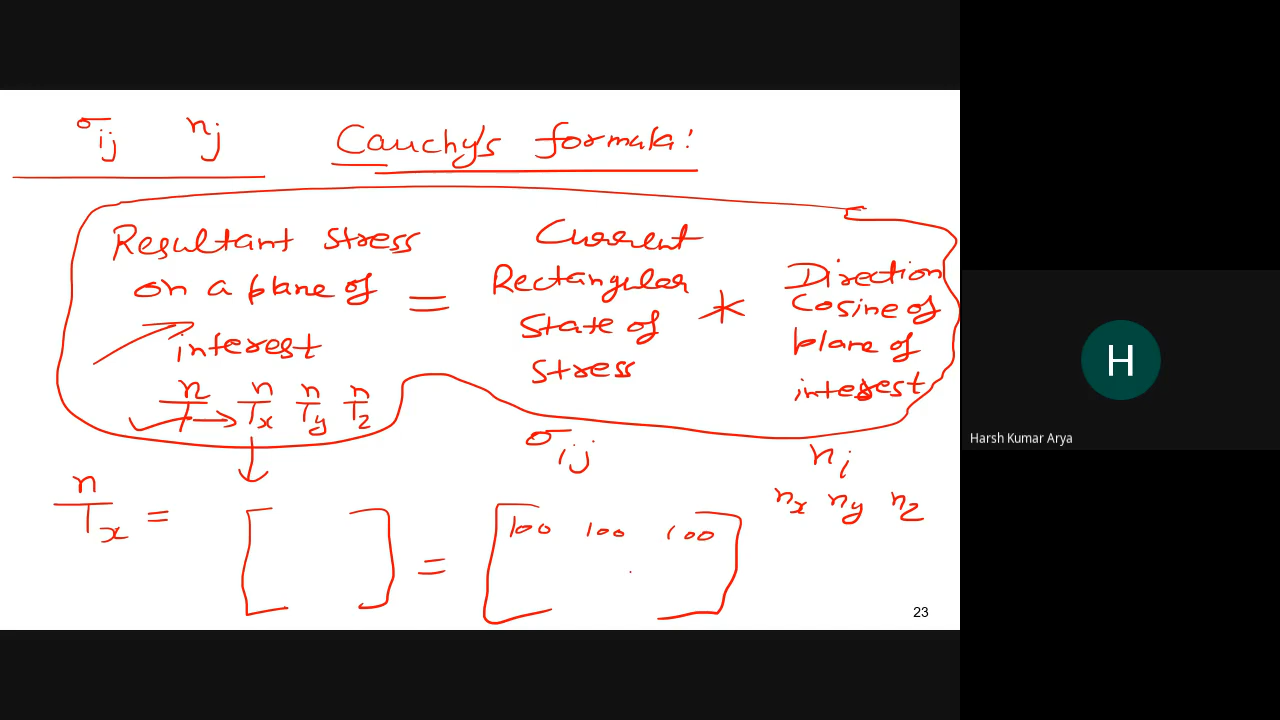 σij nj Cauchy's formula:
Resultant stress
on a plane of
interest
=
Current
Rectangular
State of
stress
*
Direction
Cosine of
plane of
interest
n/T n/Tx n/Ty n/Tz
σij
ni
nx ny nz
n/Tx = [ ] = [100 100 100]
23
H
Harsh Kumar Arya